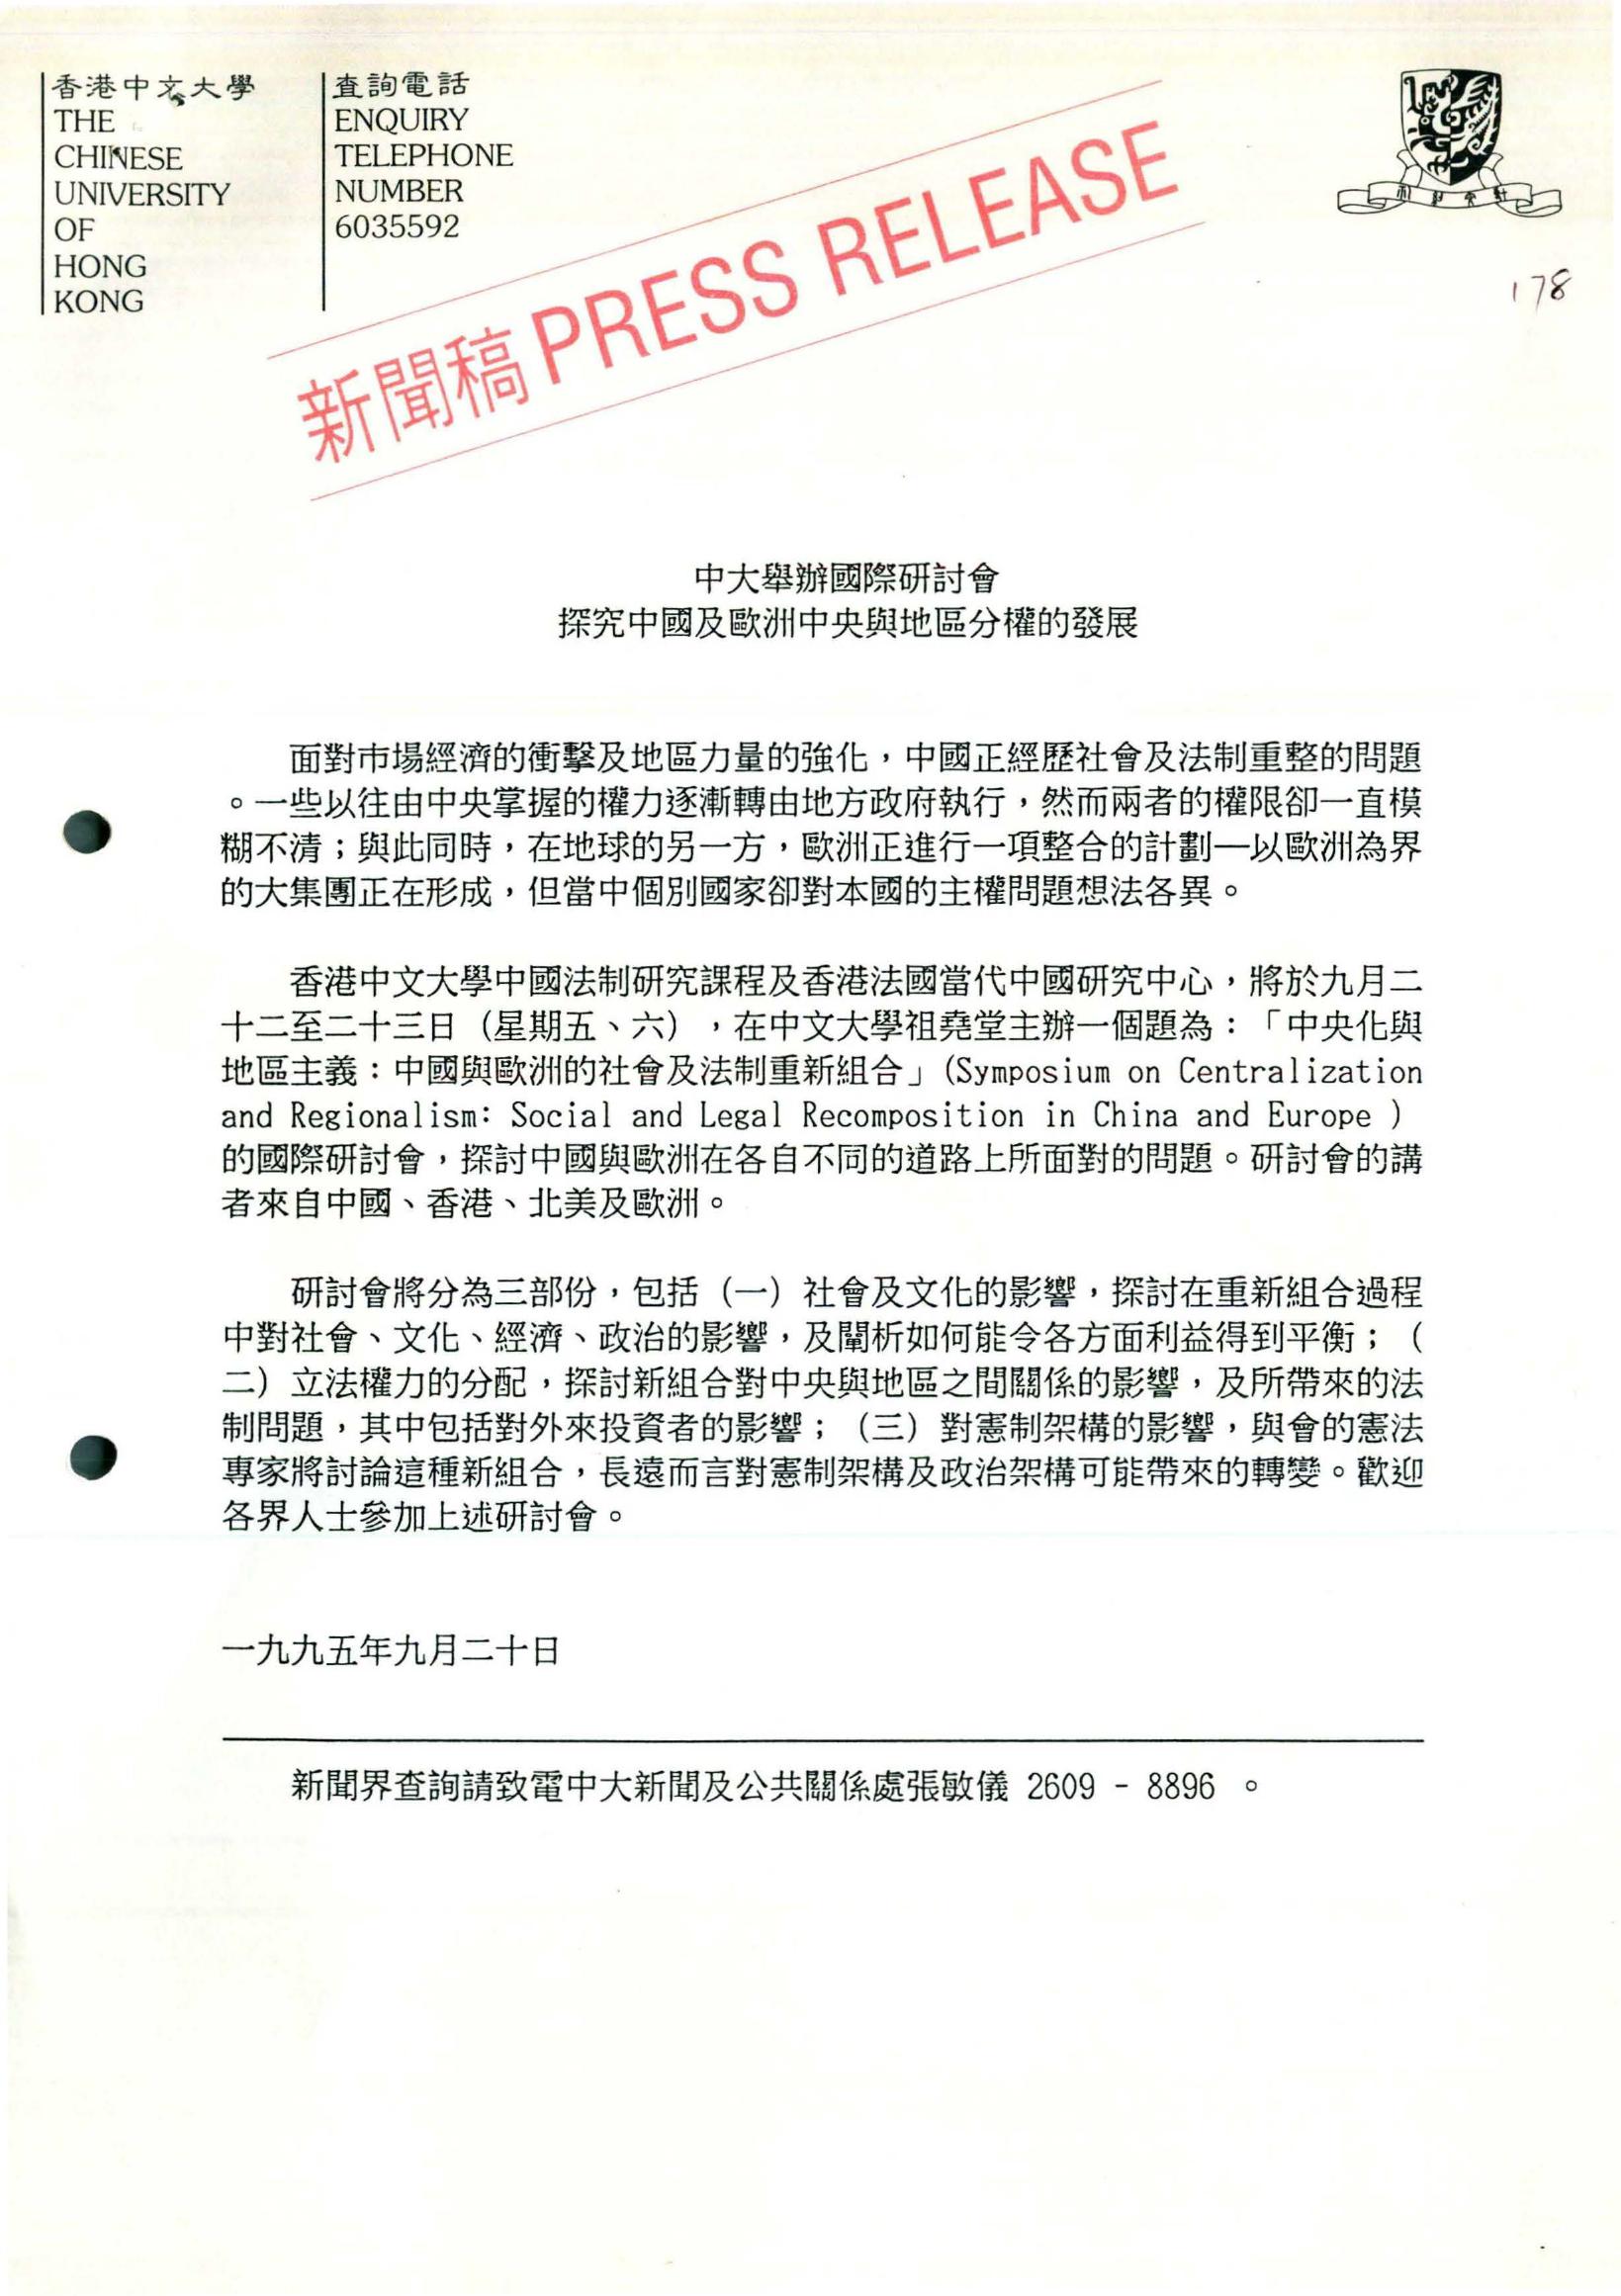 香港中文大學
THE
CHINESE
UNIVERSITY
OF
HONG
KONG
查詢電話
ENQUIRY
TELEPHONE
NUMBER
6035592
新聞稿 PRESS RELEASE
178
中大舉辦國際研討會
探究中國及歐洲中央與地區分權的發展
面對市場經濟的衝擊及地區力量的強化，中國正經歷社會及法制重整的問題
。一些以往由中央掌握的權力逐漸轉由地方政府執行，然而兩者的權限卻一直模
糊不清；與此同時，在地球的另一方，歐洲正進行一項整合的計劃—以歐洲為界
的大集團正在形成，但當中個別國家卻對本國的主權問題想法各異。
香港中文大學中國法制研究課程及香港法國當代中國研究中心，將於九月二
十二至二十三日（星期五、六），在中文大學祖堯堂主辦一個題為：「中央化與
地區主義：中國與歐洲的社會及法制重新組合」(Symposium on Centralization
and Regionalism: Social and Legal Recomposition in China and Europe )
的國際研討會，探討中國與歐洲在各自不同的道路上所面對的問題。研討會的講
者來自中國、香港、北美及歐洲。
研討會將分為三部份，包括（一）社會及文化的影響，探討在重新組合過程
中對社會、文化、經濟、政治的影響，及闡析如何能令各方面利益得到平衡；（
二）立法權力的分配，探討新組合對中央與地區之間關係的影響，及所帶來的法
制問題，其中包括對外來投資者的影響；（三）對憲制架構的影響，與會的憲法
專家將討論這種新組合，長遠而言對憲制架構及政治架構可能帶來的轉變。歡迎
各界人士參加上述研討會。
一九九五年九月二十日
新聞界查詢請致電中大新聞及公共關係處張敏儀 2609 - 8896 。